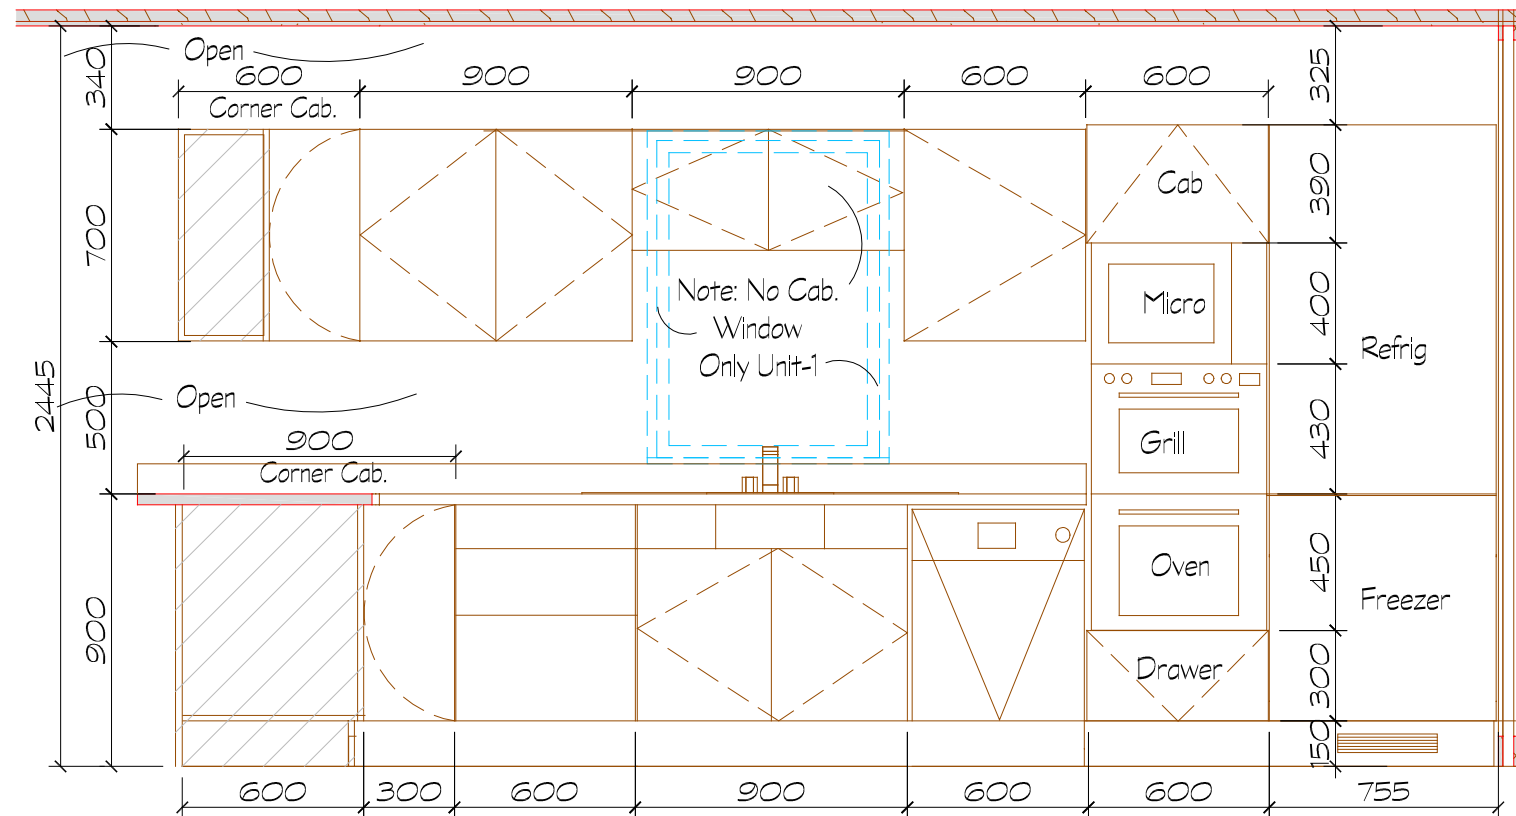 Open
340
600
900
900
600
600
325
Corner Cab.
700
Cab
390
Note: No Cab.
Micro
400
Window
Only Unit-1
Refrig
2445
Open
500
900
Corner Cab.
Grill
430
Oven
450
Freezer
900
Drawer
300
150
600
300
600
900
600
600
755